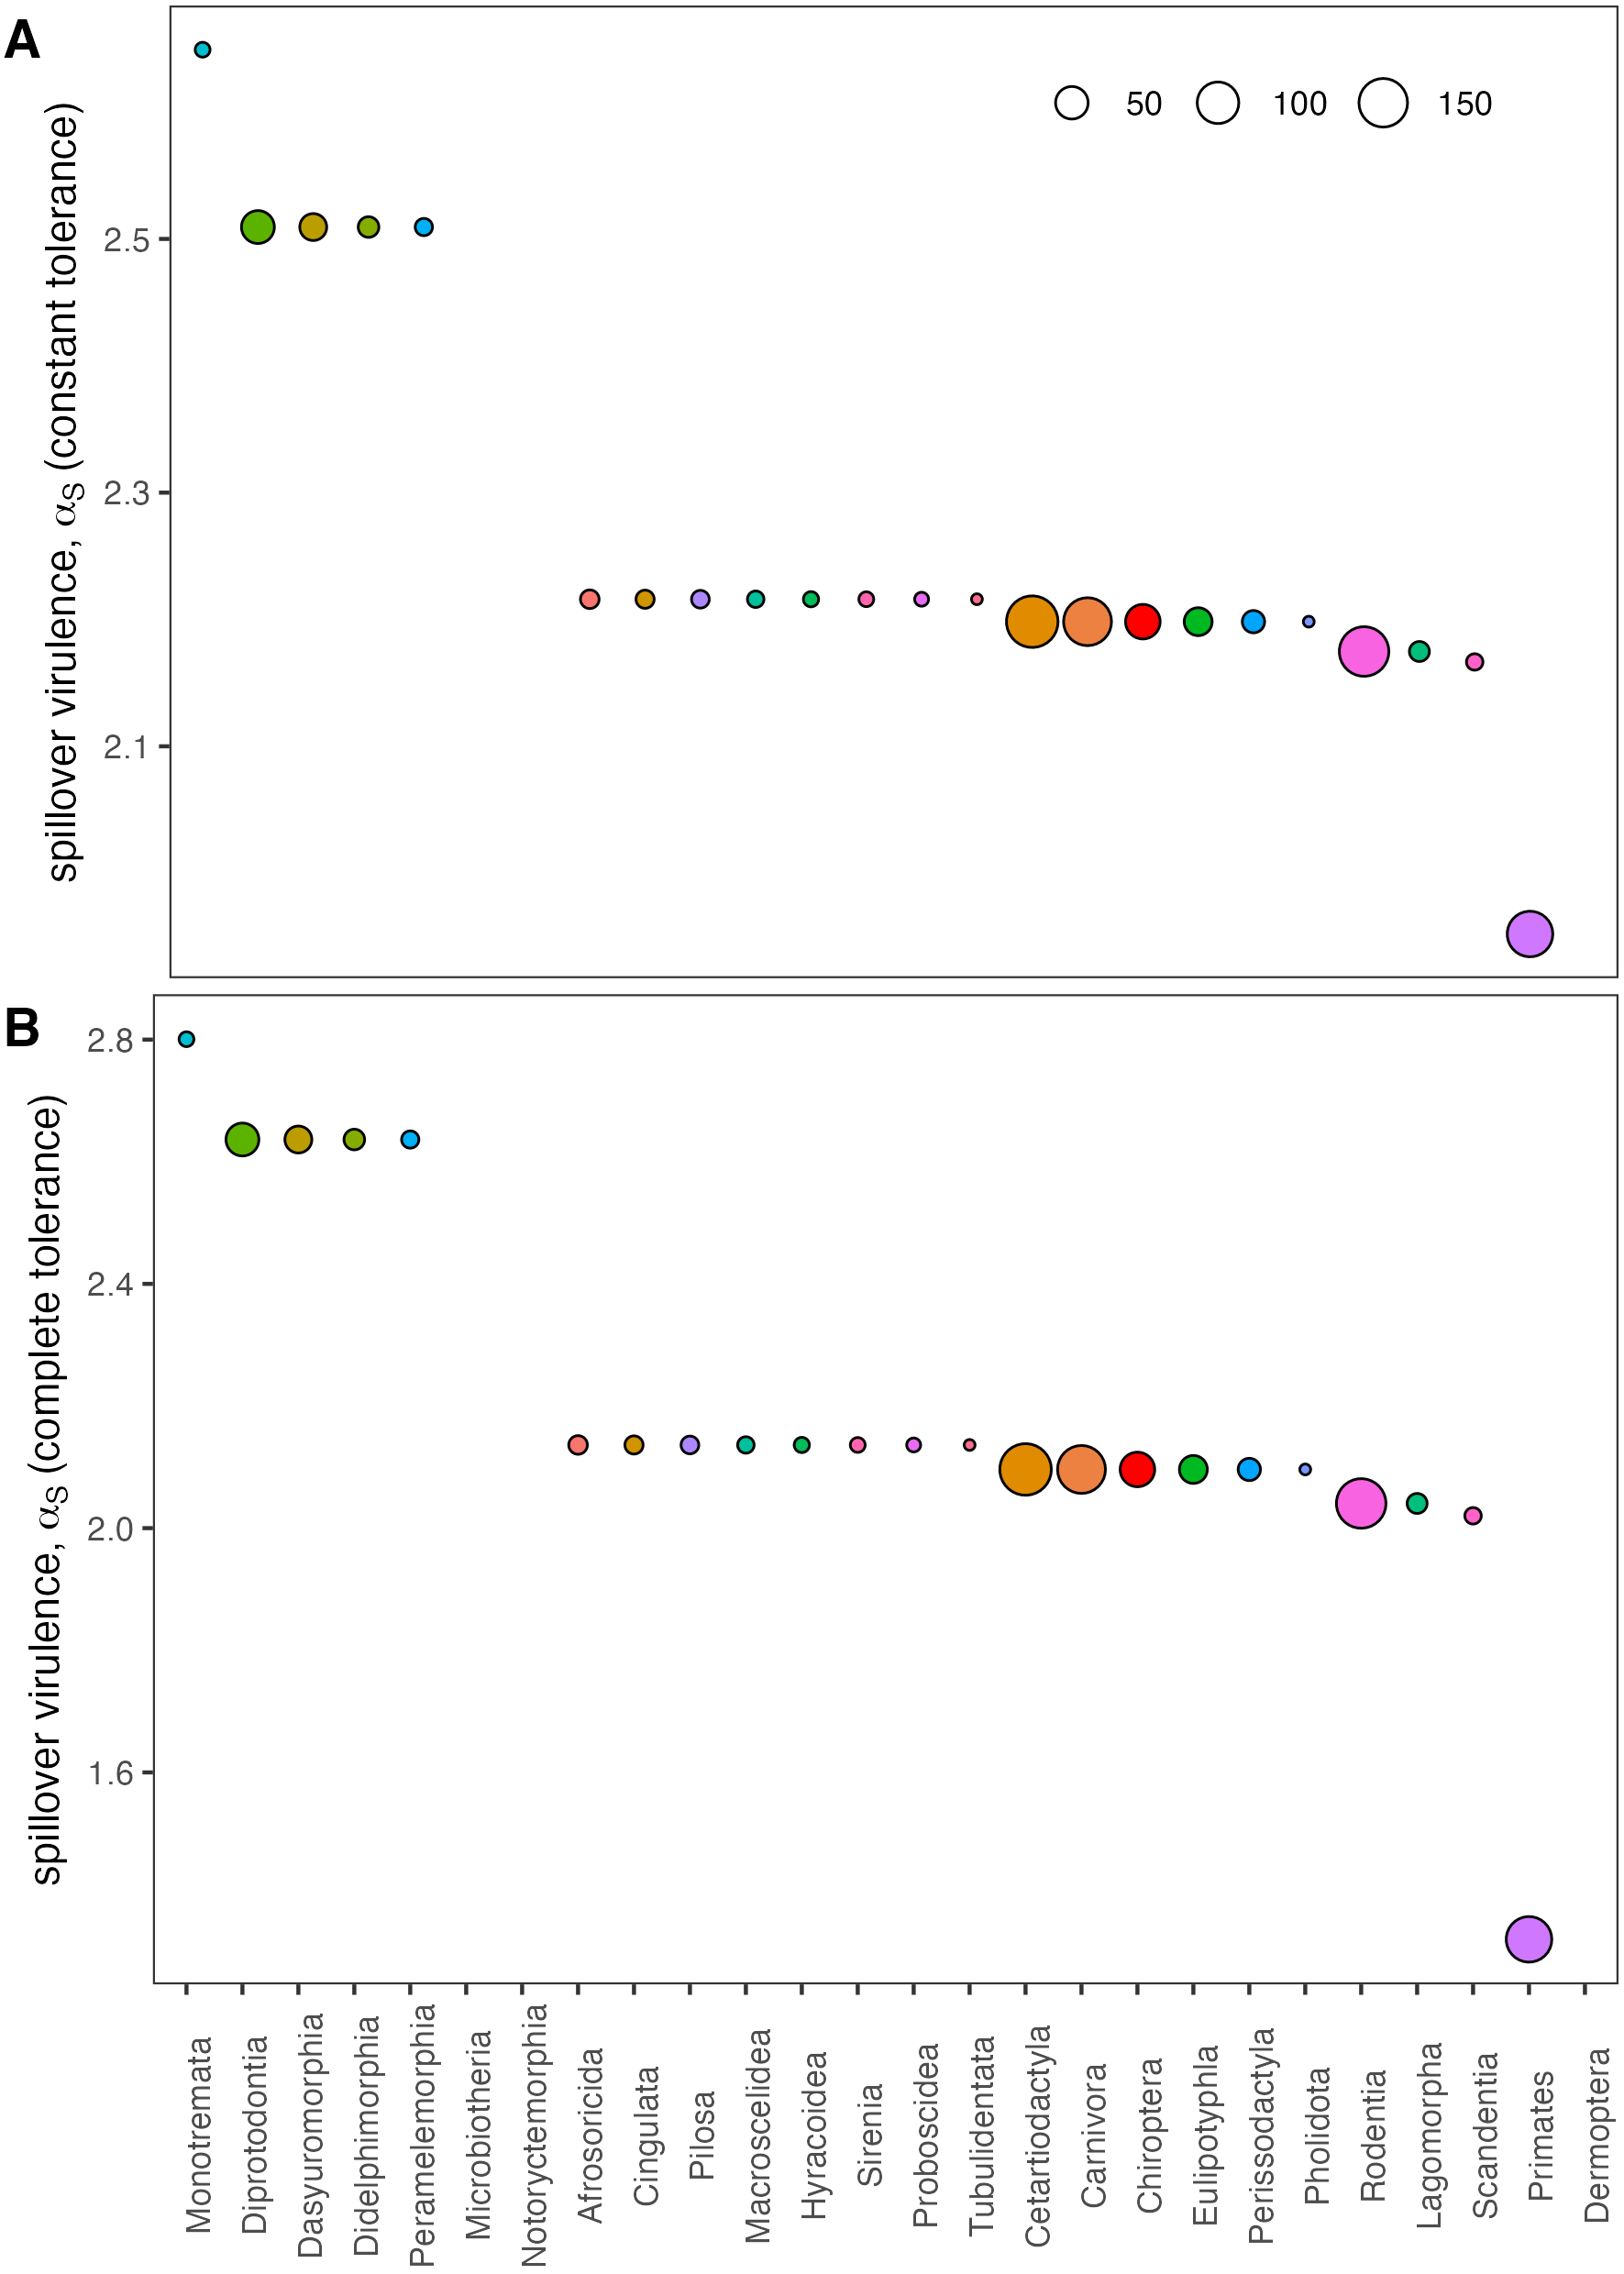 A
spillover virulence, αS (constant tolerance)
50 100 150
2.5
2.3
2.1
B
spillover virulence, αS (complete tolerance)
2.8
2.4
2.0
1.6
Monotremata
Diprotodontia
Dasyuromorphia
Didelphimorphia
Peramelemorphia
Microbiotheria
Notoryctemorphia
Afrosoricida
Cingulata
Pilosa
Macroscelidea
Hyracoidea
Sirenia
Proboscidea
Tubulidentata
Cetartiodactyla
Carnivora
Chiroptera
Eulipotyphla
Perissodactyla
Pholidota
Rodentia
Lagomorpha
Scandentia
Primates
Dermoptera